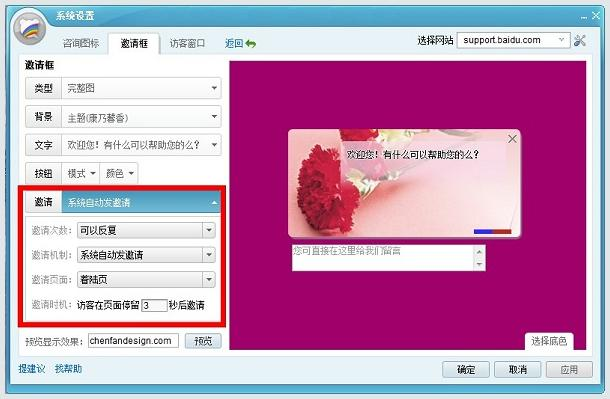 系统设置
咨询图标 邀请框 访客窗口 返回 选择网站 support.baidu.com
邀请框
类型 完整图
背景 主题(康乃馨香)
文字 欢迎您！有什么可以帮助您的么？
按钮 模式 颜色
邀请 系统自动发邀请
邀请次数: 可以反复
邀请机制: 系统自动发邀请
邀请页面: 着陆页
邀请时机: 访客在页面停留 3 秒后邀请
预览显示效果: chenfandesign.com 预览
欢迎您！有什么可以帮助您的么？
您可直接在这里给我们留言
选择底色
提建议 找帮助 确定 取消 应用